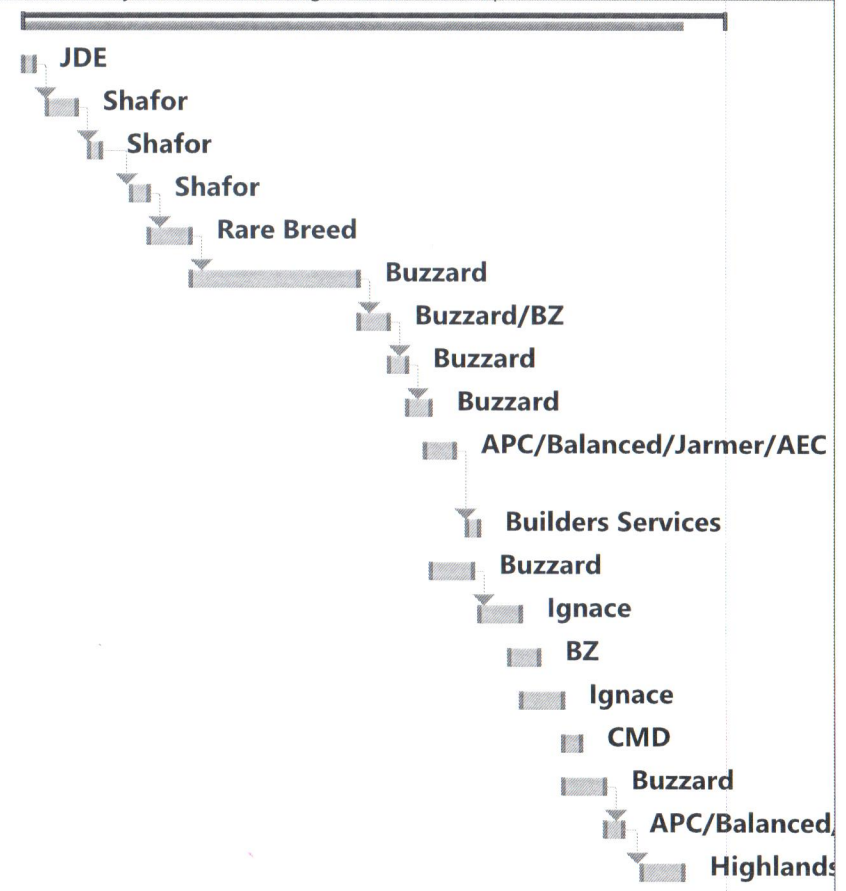 JDE
Shafor
Shafor
Shafor
Rare Breed
Buzzard
Buzzard/BZ
Buzzard
Buzzard
APC/Balanced/Jarmer/AEC
Builders Services
Buzzard
Ignace
BZ
Ignace
CMD
Buzzard
APC/Balanced/
Highlands